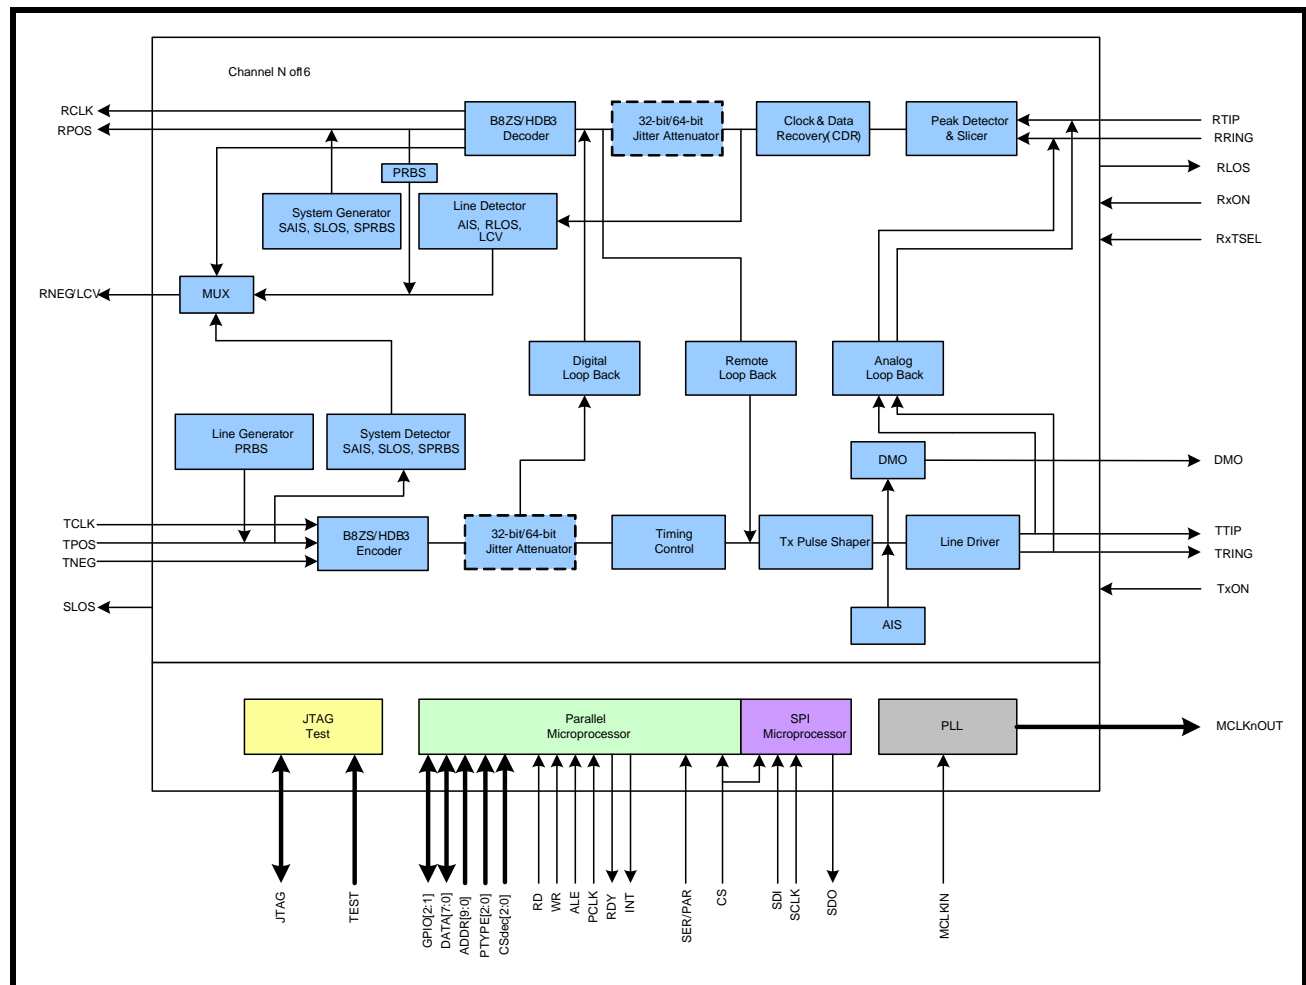 Channel N of16
RCLK
RPOS
B8ZS/HDB3
Decoder
32-bit/64-bit
Jitter Attenuator
Clock & Data
Recovery(CDR)
Peak Detector
& Slicer
RTIP
RRING
RLOS
RxON
RxTSEL
PRBS
System Generator
SAIS, SLOS, SPRBS
Line Detector
AIS, RLOS,
LCV
RNEG/LCV
MUX
Digital
Loop Back
Remote
Loop Back
Analog
Loop Back
Line Generator
PRBS
System Detector
SAIS, SLOS, SPRBS
DMO
DMO
TCLK
TPOS
TNEG
B8ZS/HDB3
Encoder
32-bit/64-bit
Jitter Attenuator
Timing
Control
Tx Pulse Shaper
Line Driver
TTIP
TRING
TxON
SLOS
AIS
JTAG
Test
Parallel
Microprocessor
SPI
Microprocessor
PLL
MCLKnOUT
JTAG
TEST
GPIO[2:1]
DATA[7:0]
ADDR[9:0]
PTYPE[2:0]
CSdec[2:0]
RD
WR
ALE
PCLK
RDY
INT
SER/PAR
CS
SDI
SCLK
SDO
MCLKIN